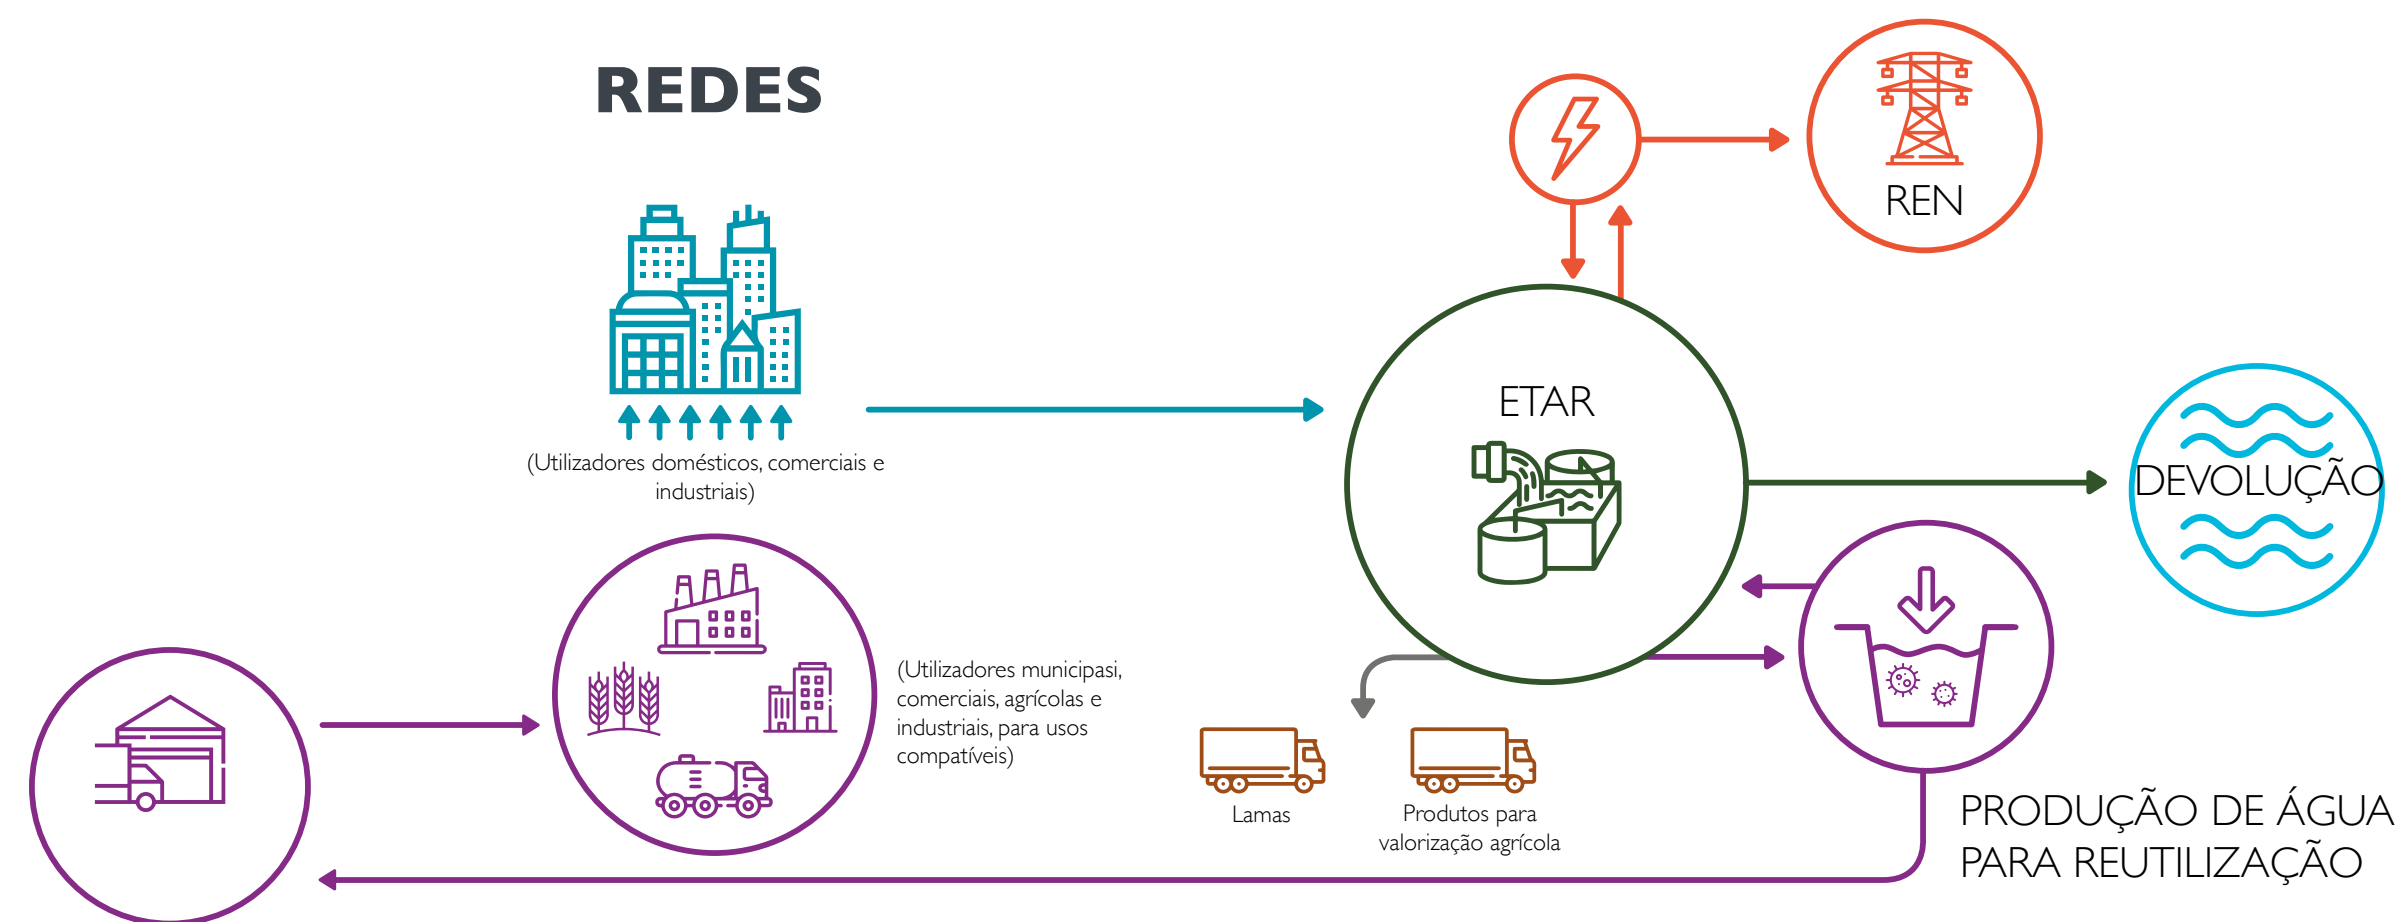 REDES
REN
ETAR
(Utilizadores domésticos, comerciais e
industriais)
DEVOLUÇÃO
(Utilizadores municipasi,
comerciais, agrícolas e
industriais, para usos
compatíveis)
Lamas
Produtos para
valorização agrícola
PRODUÇÃO DE ÁGUA
PARA REUTILIZAÇÃO